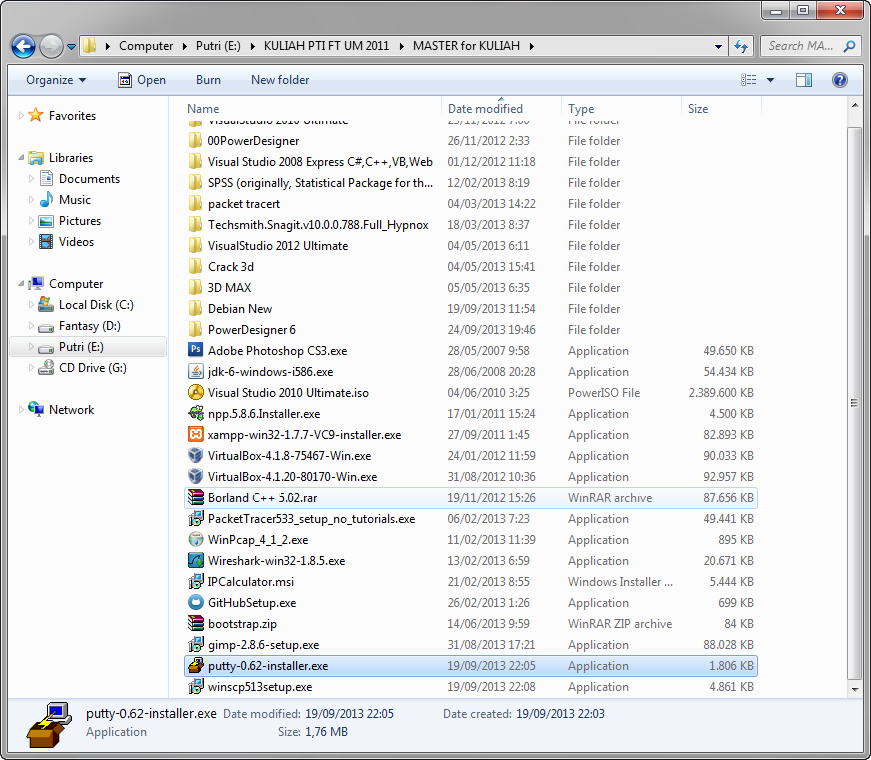 Computer Putri (E:) KULIAH PTI FT UM 2011 MASTER for KULIAH Search MA...
Organize Open Burn New folder
Favorites
Libraries
Documents
Music
Pictures
Videos
Computer
Local Disk (C:)
Fantasy (D:)
Putri (E:)
CD Drive (G:)
Network
Name Date modified Type Size
VisualStudio 2010 Ultimate 25/11/2012 7:00 File folder
00PowerDesigner 26/11/2012 2:33 File folder
Visual Studio 2008 Express C#,C++,VB,Web 01/12/2012 11:18 File folder
SPSS (originally, Statistical Package for th... 12/02/2013 8:19 File folder
packet tracert 04/03/2013 14:22 File folder
Techsmith.Snagit.v10.0.0.788.Full_Hypnox 18/03/2013 8:37 File folder
VisualStudio 2012 Ultimate 04/05/2013 6:11 File folder
Crack 3d 04/05/2013 15:41 File folder
3D MAX 05/05/2013 6:35 File folder
Debian New 19/09/2013 11:54 File folder
PowerDesigner 6 24/09/2013 19:46 File folder
Adobe Photoshop CS3.exe 28/05/2007 9:58 Application 49.650 KB
jdk-6-windows-i586.exe 28/06/2008 20:28 Application 54.434 KB
Visual Studio 2010 Ultimate.iso 04/06/2010 3:25 PowerISO File 2.389.600 KB
npp.5.8.6.Installer.exe 17/01/2011 15:24 Application 4.500 KB
xampp-win32-1.7.7-VC9-installer.exe 27/09/2011 1:45 Application 82.893 KB
VirtualBox-4.1.8-75467-Win.exe 24/01/2012 11:59 Application 90.033 KB
VirtualBox-4.1.20-80170-Win.exe 31/08/2012 10:36 Application 92.957 KB
Borland C++ 5.02.rar 19/11/2012 15:26 WinRAR archive 87.656 KB
PacketTracer533_setup_no_tutorials.exe 06/02/2013 7:23 Application 49.441 KB
WinPcap_4_1_2.exe 11/02/2013 11:39 Application 895 KB
Wireshark-win32-1.8.5.exe 13/02/2013 6:59 Application 20.671 KB
IPCalculator.msi 21/02/2013 8:55 Windows Installer ... 5.444 KB
GitHubSetup.exe 26/02/2013 1:26 Application 699 KB
bootstrap.zip 14/06/2013 9:59 WinRAR ZIP archive 84 KB
gimp-2.8.6-setup.exe 31/08/2013 17:21 Application 88.028 KB
putty-0.62-installer.exe 19/09/2013 22:05 Application 1.806 KB
winscp513setup.exe 19/09/2013 22:08 Application 4.861 KB
putty-0.62-installer.exe Date modified: 19/09/2013 22:05 Date created: 19/09/2013 22:03
Application Size: 1,76 MB